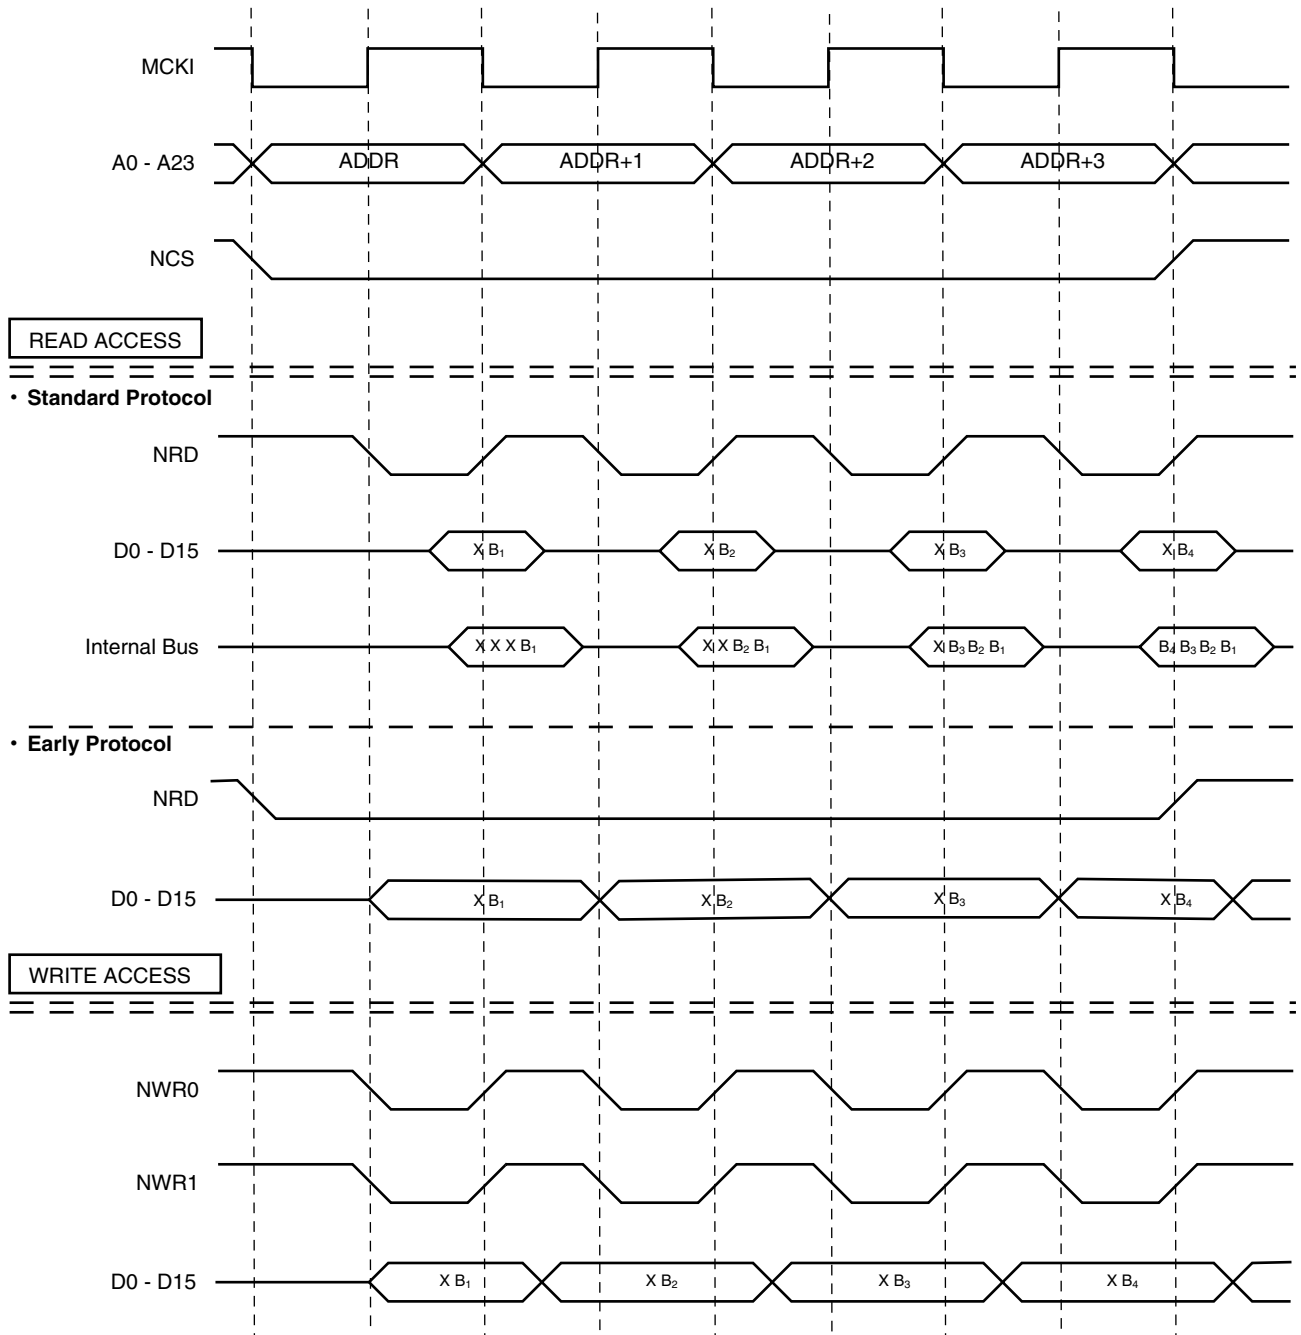 MCKI
A0 - A23 ADDR ADDR+1 ADDR+2 ADDR+3
NCS
READ ACCESS
• Standard Protocol
NRD
D0 - D15 X B₁ X B₂ X B₃ X B₄
Internal Bus X X X B₁ X X B₂ B₁ X B₃ B₂ B₁ B₄ B₃ B₂ B₁
• Early Protocol
NRD
D0 - D15 X B₁ X B₂ X B₃ X B₄
WRITE ACCESS
NWR0
NWR1
D0 - D15 X B₁ X B₂ X B₃ X B₄